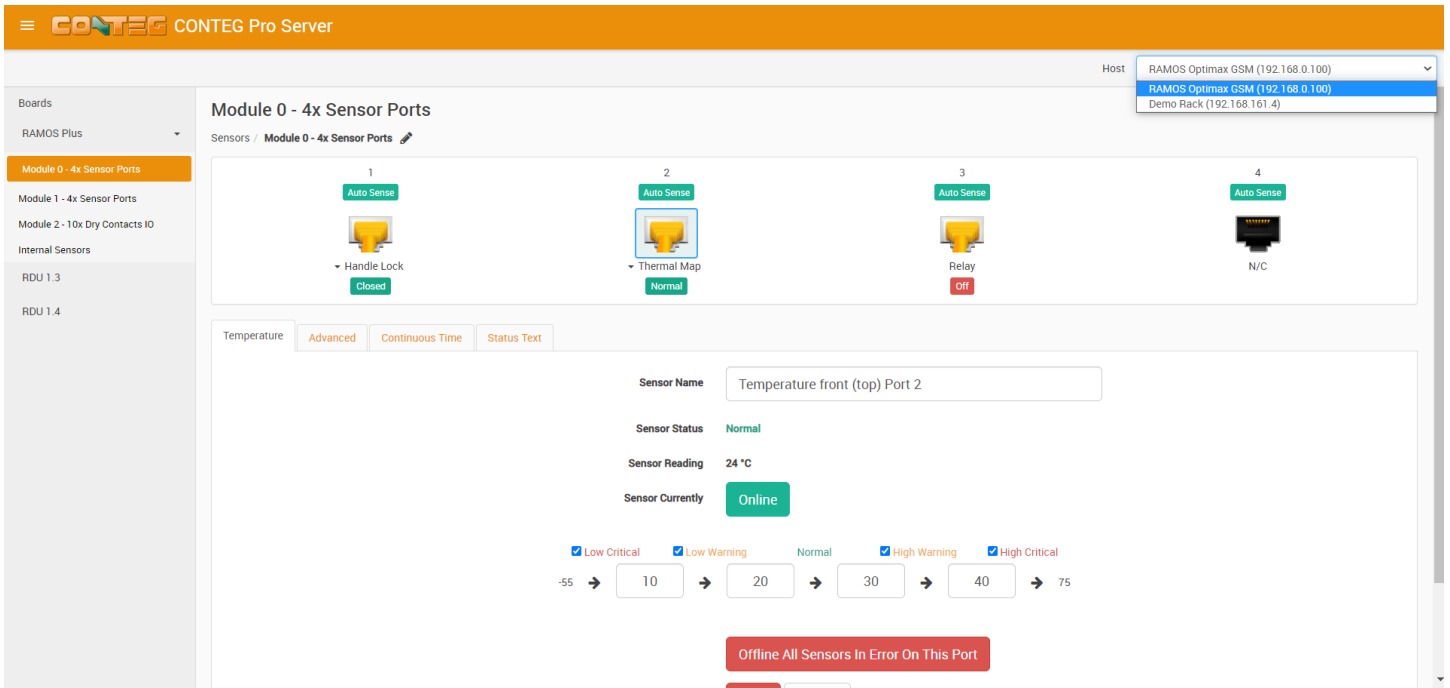 CONTEG CONTEG Pro Server
Host RAMOS Optimax GSM (192.168.0.100)
RAMOS Optimax GSM (192.168.0.100)
Demo Rack (192.168.161.4)
Boards
RAMOS Plus
Module 0 - 4x Sensor Ports
Module 1 - 4x Sensor Ports
Module 2 - 10x Dry Contacts IO
Internal Sensors
RDU 1.3
RDU 1.4
Module 0 - 4x Sensor Ports
Sensors / Module 0 - 4x Sensor Ports
1 2 3 4
Auto Sense Auto Sense Auto Sense Auto Sense
Handle Lock Thermal Map Relay N/C
Closed Normal Off
Temperature Advanced Continuous Time Status Text
Sensor Name Temperature front (top) Port 2
Sensor Status Normal
Sensor Reading 24 °C
Sensor Currently Online
Low Critical Low Warning Normal High Warning High Critical
-55 10 20 30 40 75
Offline All Sensors In Error On This Port